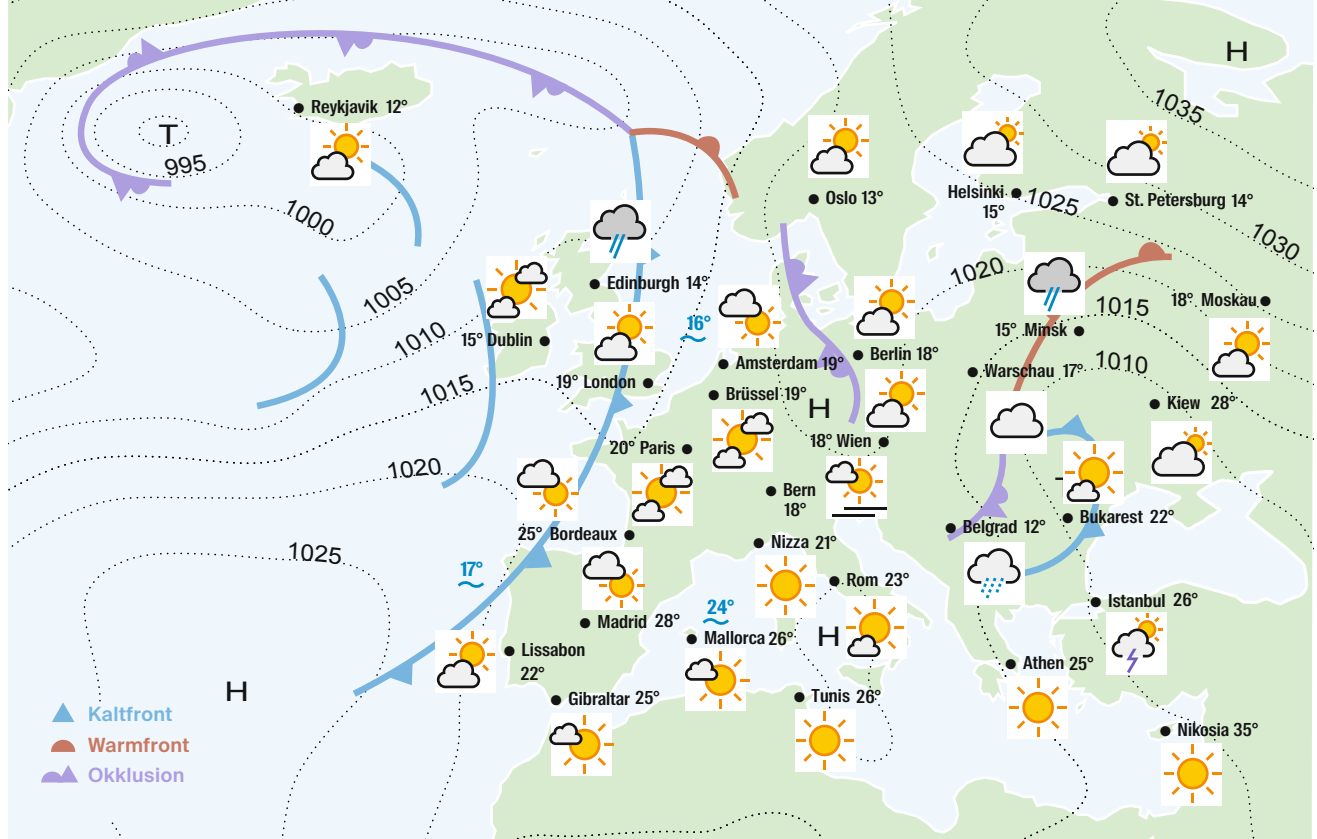 H
1035
Reykjavik 12°
T
995
1000
Oslo 13°
Helsinki
15°
1025
St. Petersburg 14°
1030
1005
Edinburgh 14°
1020
1015
18° Moskau
1010
15° Dublin
16°
15° Minsk
Amsterdam 19°
Berlin 18°
1010
Warschau 17°
1015
19° London
Brüssel 19°
H
Kiew 28°
20° Paris
18° Wien
1020
Bern
18°
Belgrad 12°
Bukarest 22°
25° Bordeaux
Nizza 21°
1025
17°
Rom 23°
24°
Istanbul 26°
Madrid 28°
Mallorca 26°
H
Lissabon
22°
Athen 25°
H
Gibraltar 25°
Tunis 26°
Nikosia 35°
Kaltfront
Warmfront
Okklusion